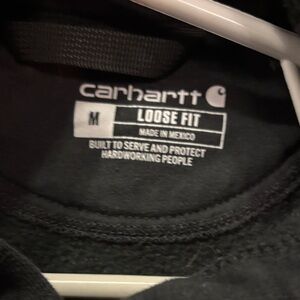 carhartt
M LOOSE FIT
MADE IN MEXICO
BUILT TO SERVE AND PROTECT
HARDWORKING PEOPLE